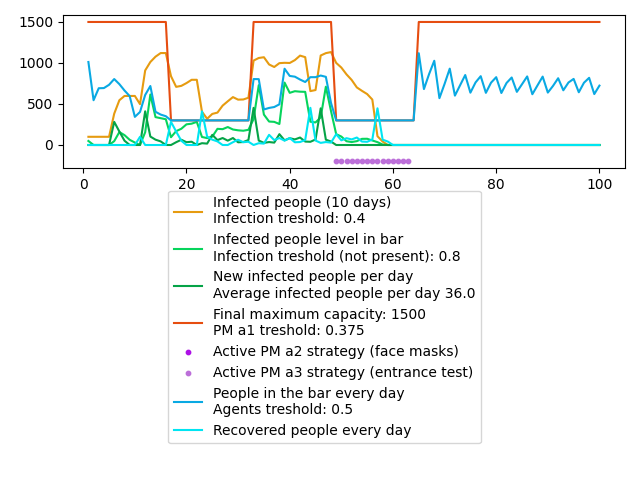 1500
1000
500
0
0 20 40 60 80 100
Infected people (10 days)
Infection treshold: 0.4
Infected people level in bar
Infection treshold (not present): 0.8
New infected people per day
Average infected people per day 36.0
Final maximum capacity: 1500
PM a1 treshold: 0.375
Active PM a2 strategy (face masks)
Active PM a3 strategy (entrance test)
People in the bar every day
Agents treshold: 0.5
Recovered people every day